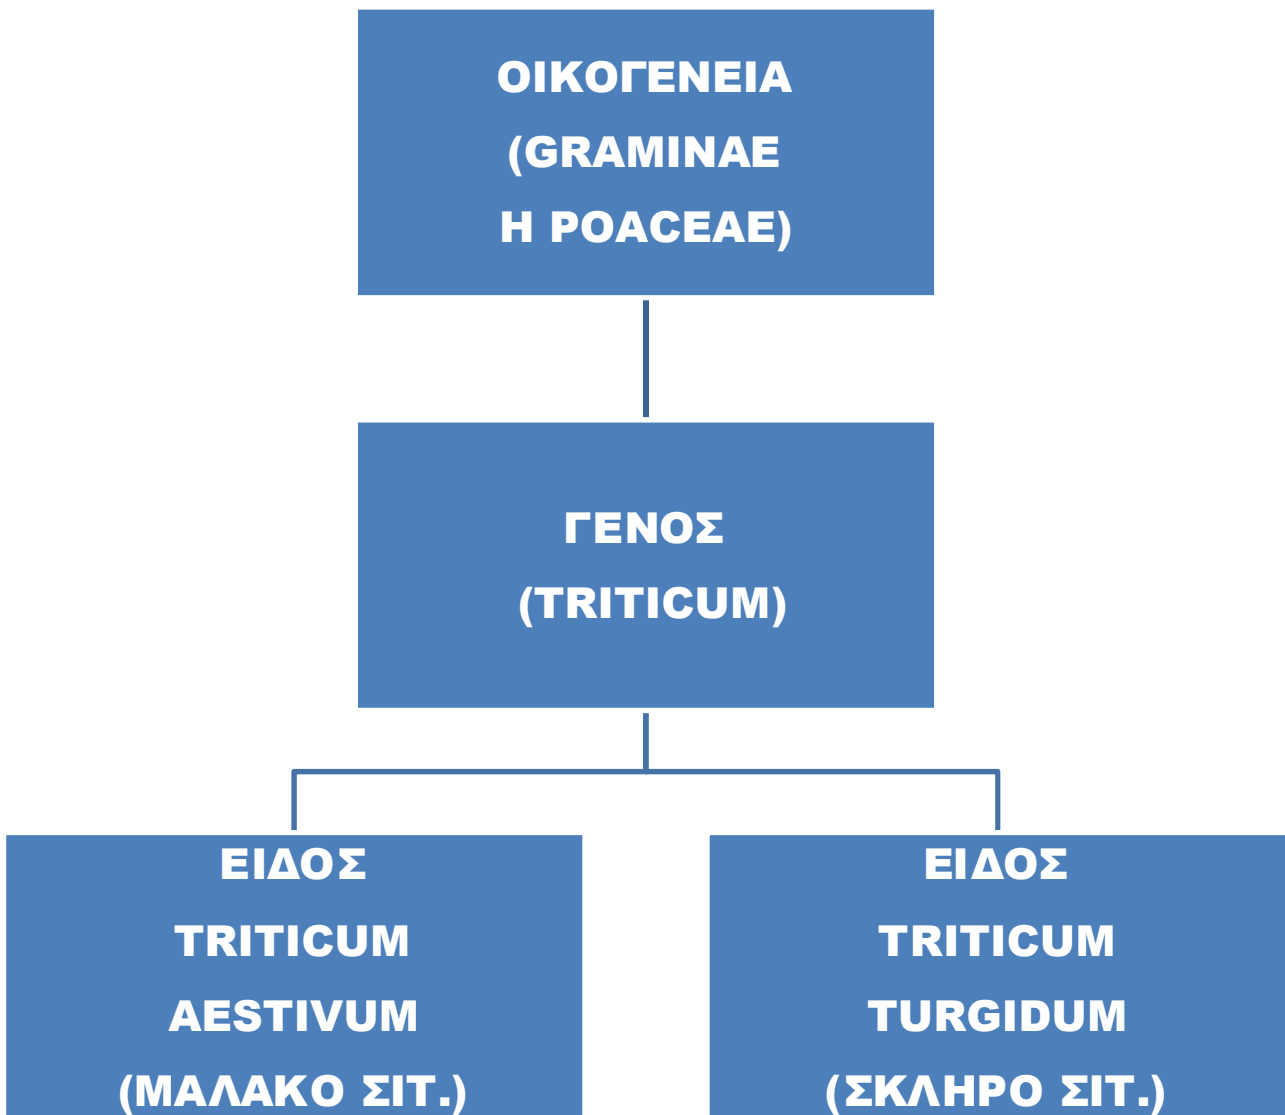 ΟΙΚΟΓΕΝΕΙΑ
(GRAMINAE
Η POACEAE)
ΓΕΝΟΣ
(TRITICUM)
ΕΙΔΟΣ
TRITICUM
AESTIVUM
(ΜΑΛΑΚΟ ΣΙΤ.)
ΕΙΔΟΣ
TRITICUM
TURGIDUM
(ΣΚΛΗΡΟ ΣΙΤ.)